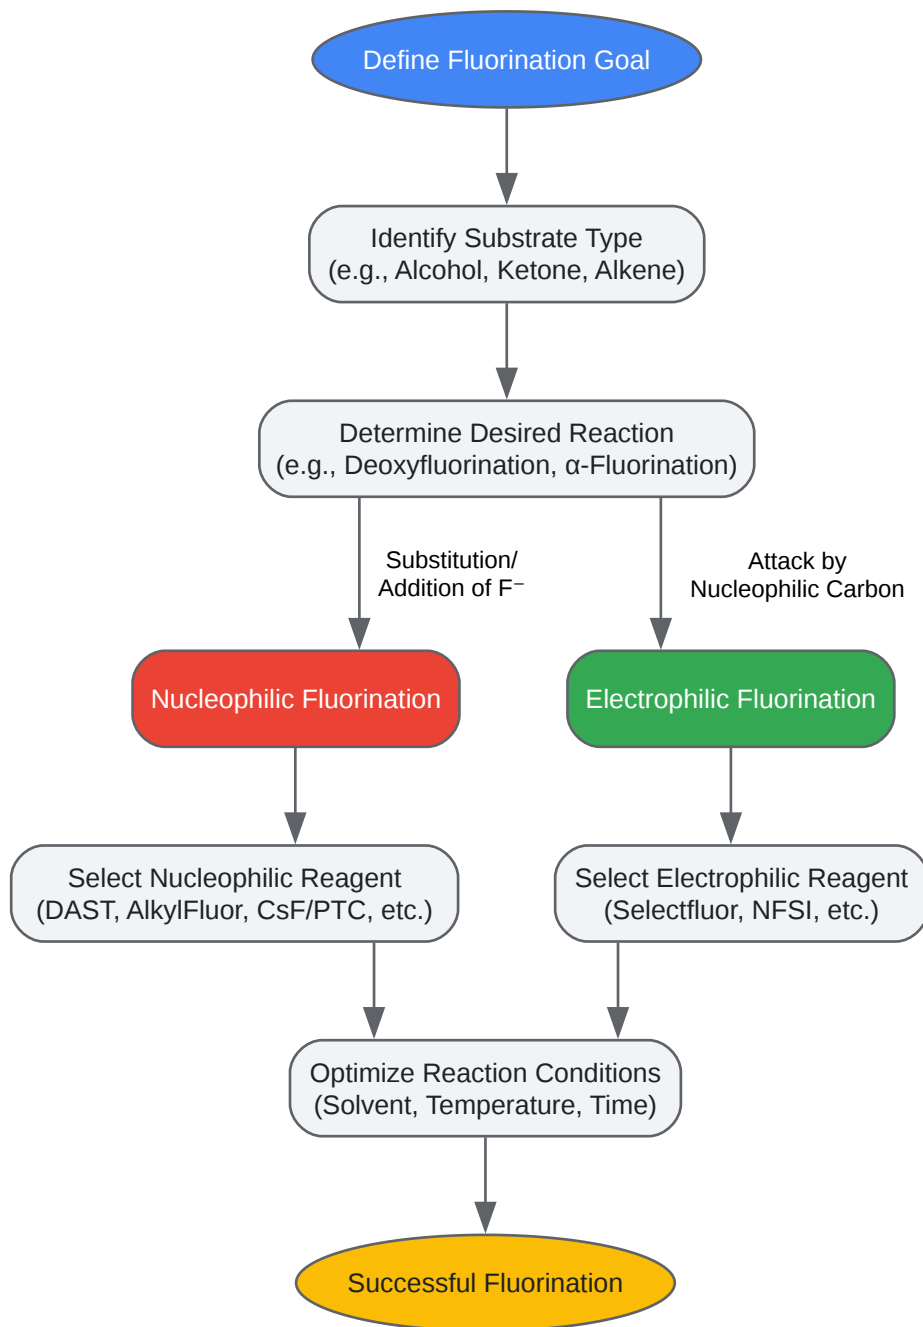 Define Fluorination Goal
Identify Substrate Type
(e.g., Alcohol, Ketone, Alkene)
Determine Desired Reaction
(e.g., Deoxyfluorination, α-Fluorination)
Substitution/
Addition of F⁻
Attack by
Nucleophilic Carbon
Nucleophilic Fluorination
Electrophilic Fluorination
Select Nucleophilic Reagent
(DAST, AlkylFluor, CsF/PTC, etc.)
Select Electrophilic Reagent
(Selectfluor, NFSI, etc.)
Optimize Reaction Conditions
(Solvent, Temperature, Time)
Successful Fluorination